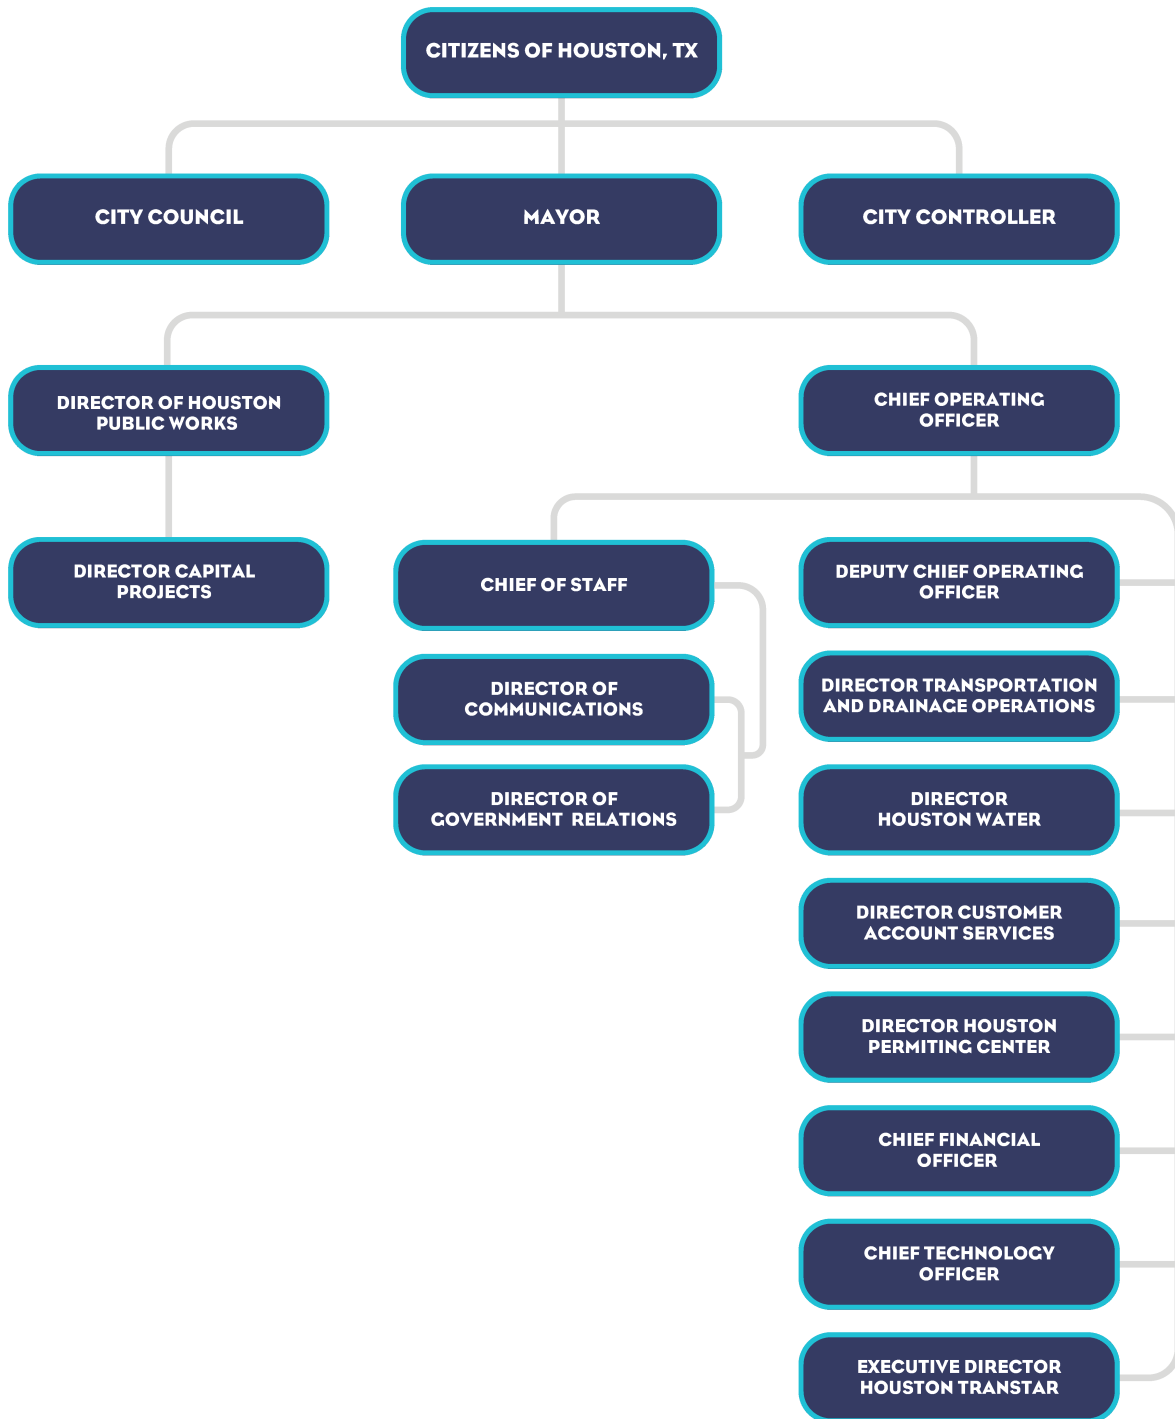 CITIZENS OF HOUSTON, TX
CITY COUNCIL
MAYOR
CITY CONTROLLER
DIRECTOR OF HOUSTON
PUBLIC WORKS
CHIEF OPERATING
OFFICER
DIRECTOR CAPITAL
PROJECTS
CHIEF OF STAFF
DIRECTOR OF
COMMUNICATIONS
DIRECTOR OF
GOVERNMENT RELATIONS
DEPUTY CHIEF OPERATING
OFFICER
DIRECTOR TRANSPORTATION
AND DRAINAGE OPERATIONS
DIRECTOR
HOUSTON WATER
DIRECTOR CUSTOMER
ACCOUNT SERVICES
DIRECTOR HOUSTON
PERMITING CENTER
CHIEF FINANCIAL
OFFICER
CHIEF TECHNOLOGY
OFFICER
EXECUTIVE DIRECTOR
HOUSTON TRANSTAR